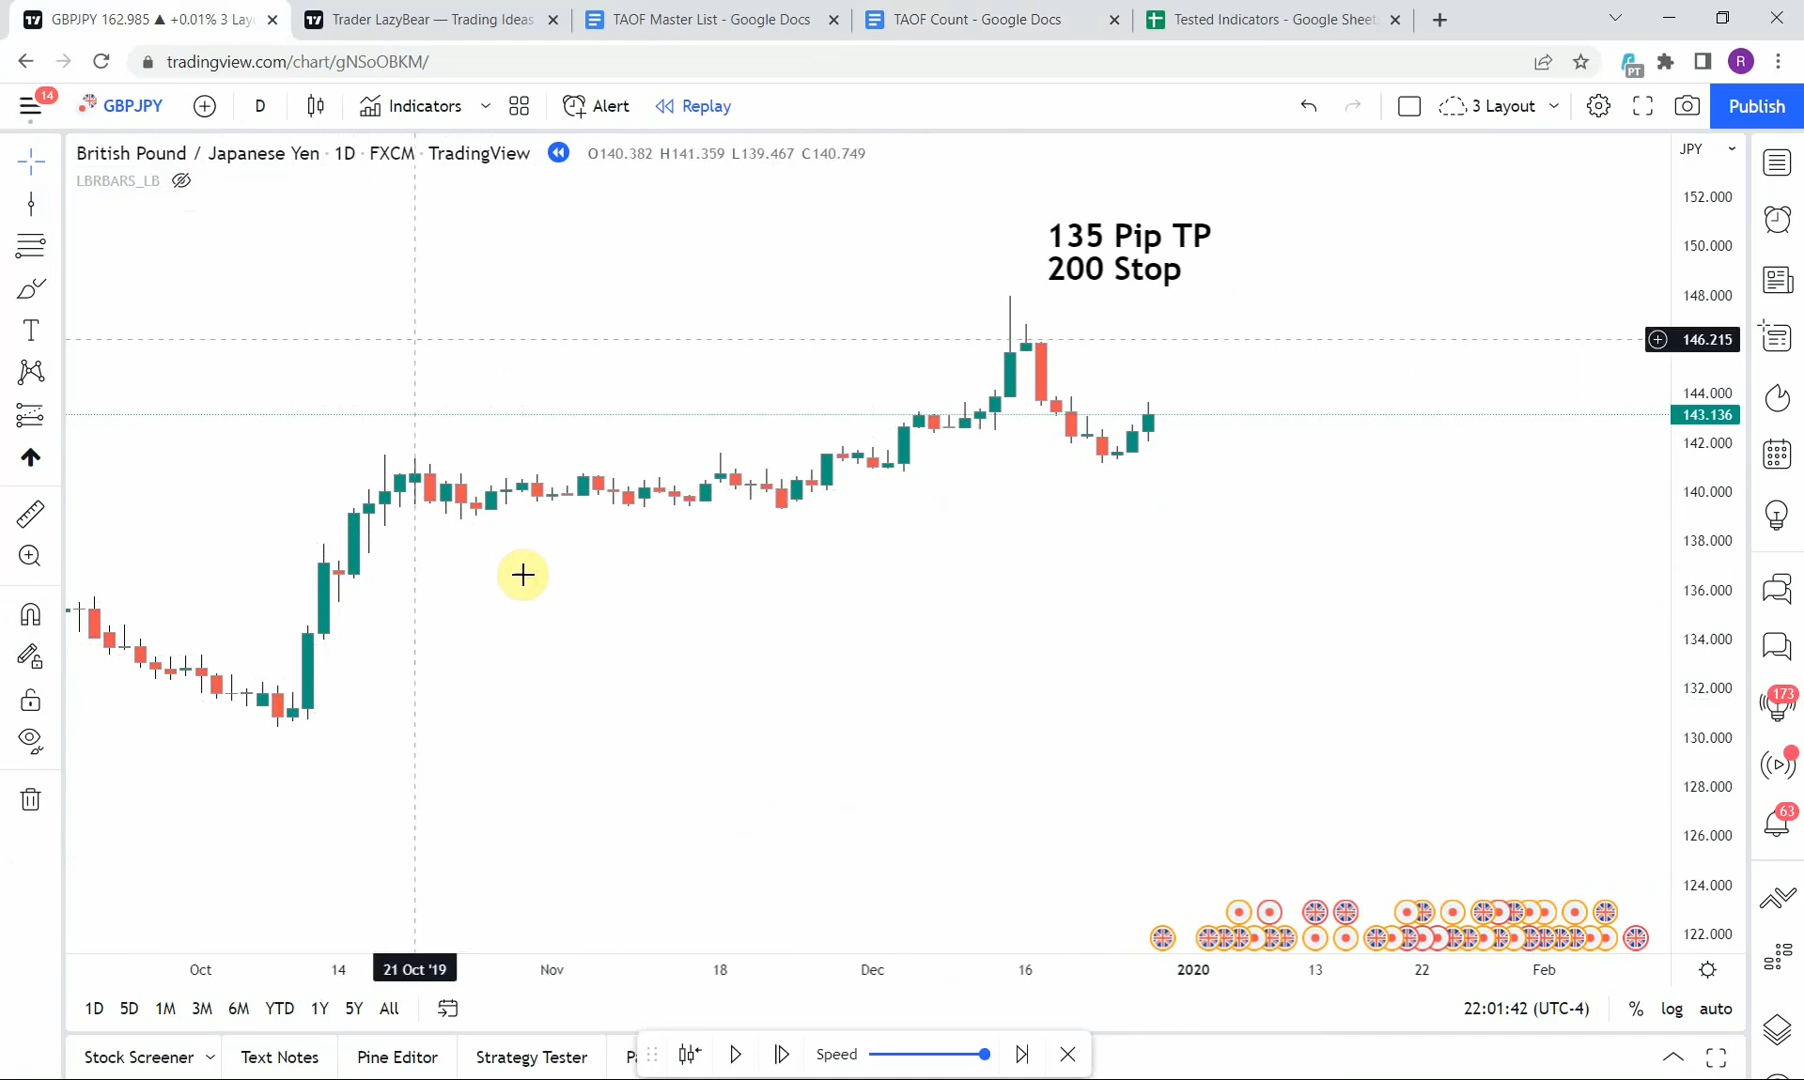 GBPJPY 162.985 ▲ +0.01% 3 Layo
Trader LazyBear — Trading Ideas
TAOF Master List - Google Docs
TAOF Count - Google Docs
Tested Indicators - Google Sheets
tradingview.com/chart/gNSoOBKM/
PT
R
14
GBPJPY
D
Indicators
Alert
Replay
3 Layout
Publish
British Pound / Japanese Yen · 1D · FXCM · TradingView
O140.382 H141.359 L139.467 C140.749
JPY
LBRBARS_LB
135 Pip TP
200 Stop
152.000
150.000
148.000
146.215
144.000
143.136
142.000
140.000
138.000
136.000
134.000
132.000
130.000
128.000
126.000
124.000
122.000
173
63
Oct
14
21 Oct '19
Nov
18
Dec
16
2020
13
22
Feb
1D
5D
1M
3M
6M
YTD
1Y
5Y
All
22:01:42 (UTC-4)
%
log
auto
Stock Screener
Text Notes
Pine Editor
Strategy Tester
Speed